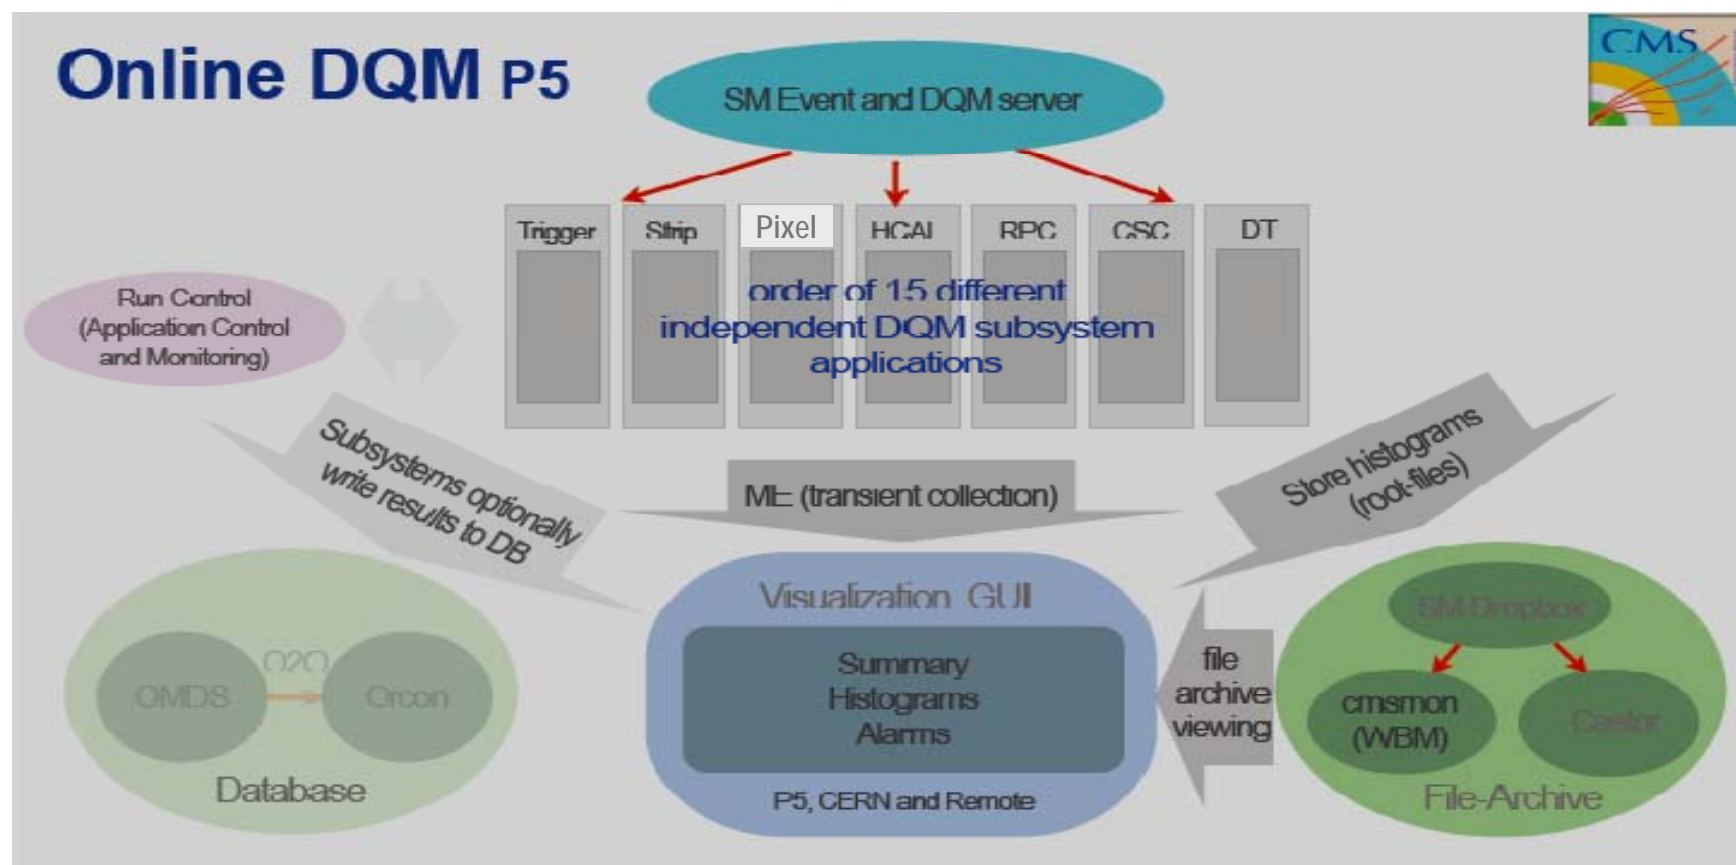 Online DQM P5
CMS
SM Event and DQM server
Trigger
Strip
Pixel
HCAL
RPC
CSC
DT
order of 15 different
independent DQM subsystem
applications
Run Control
(Application Control
and Monitoring)
Subsystems optionally
write results to DB
ME (transient collection)
Store histograms
(root-files)
O2O
OMDS
Orcon
Database
Visualization GUI
Summary
Histograms
Alarms
P5, CERN and Remote
file
archive
viewing
SM Dropbox
cmsmon
(WBM)
Castor
File-Archive